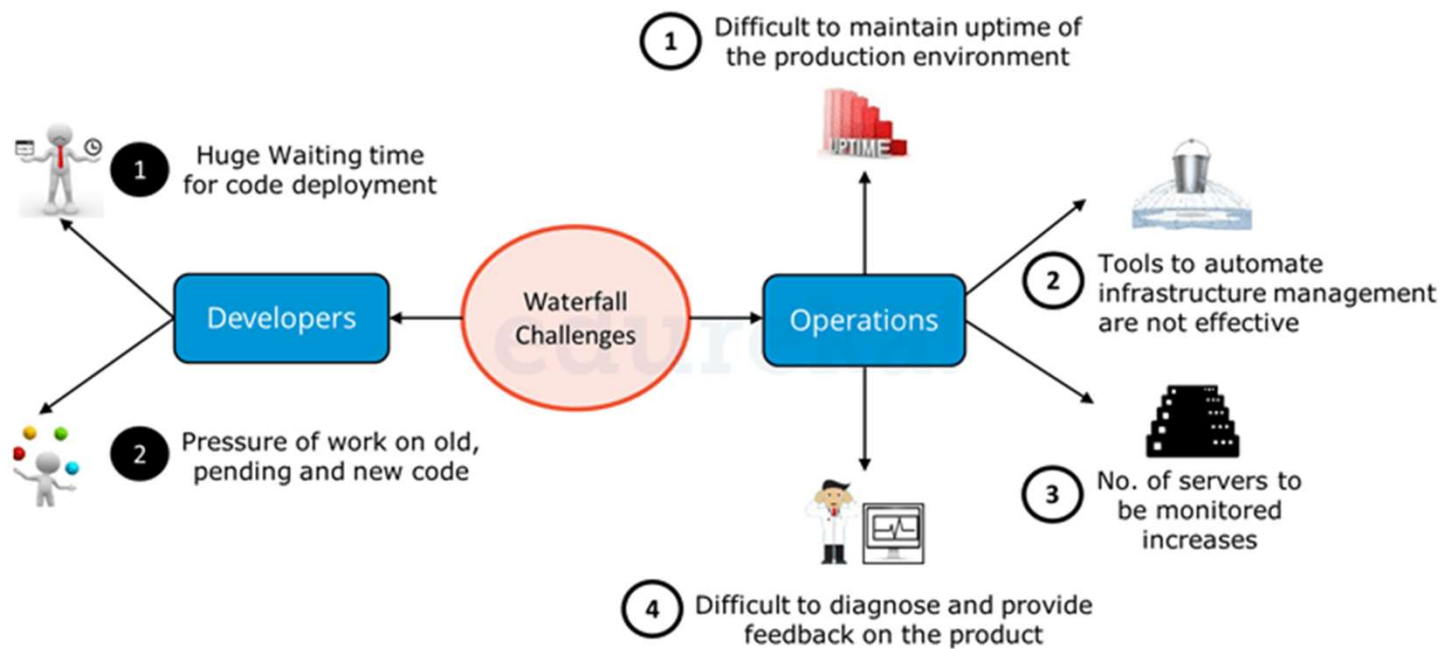 1
Difficult to maintain uptime of
the production environment
UPTIME
1
Huge Waiting time
for code deployment
Developers
2
Pressure of work on old,
pending and new code
Waterfall
Challenges
Operations
2
Tools to automate
infrastructure management
are not effective
3
No. of servers to
be monitored
increases
4
Difficult to diagnose and provide
feedback on the product